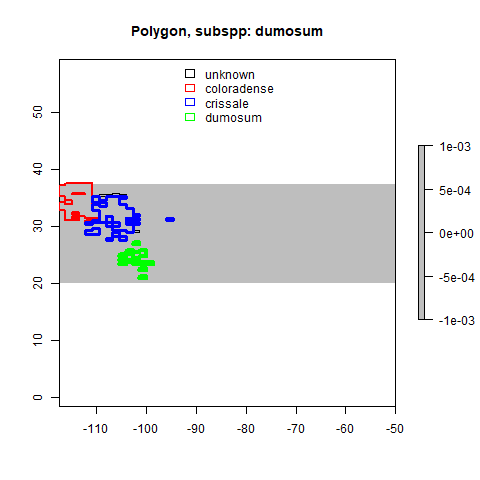 Polygon, subspp: dumosum
unknown
coloradense
crissale
dumosum
50
40
30
20
10
0
-110
-100
-90
-80
-70
-60
-50
1e-03
5e-04
0e+00
-5e-04
-1e-03